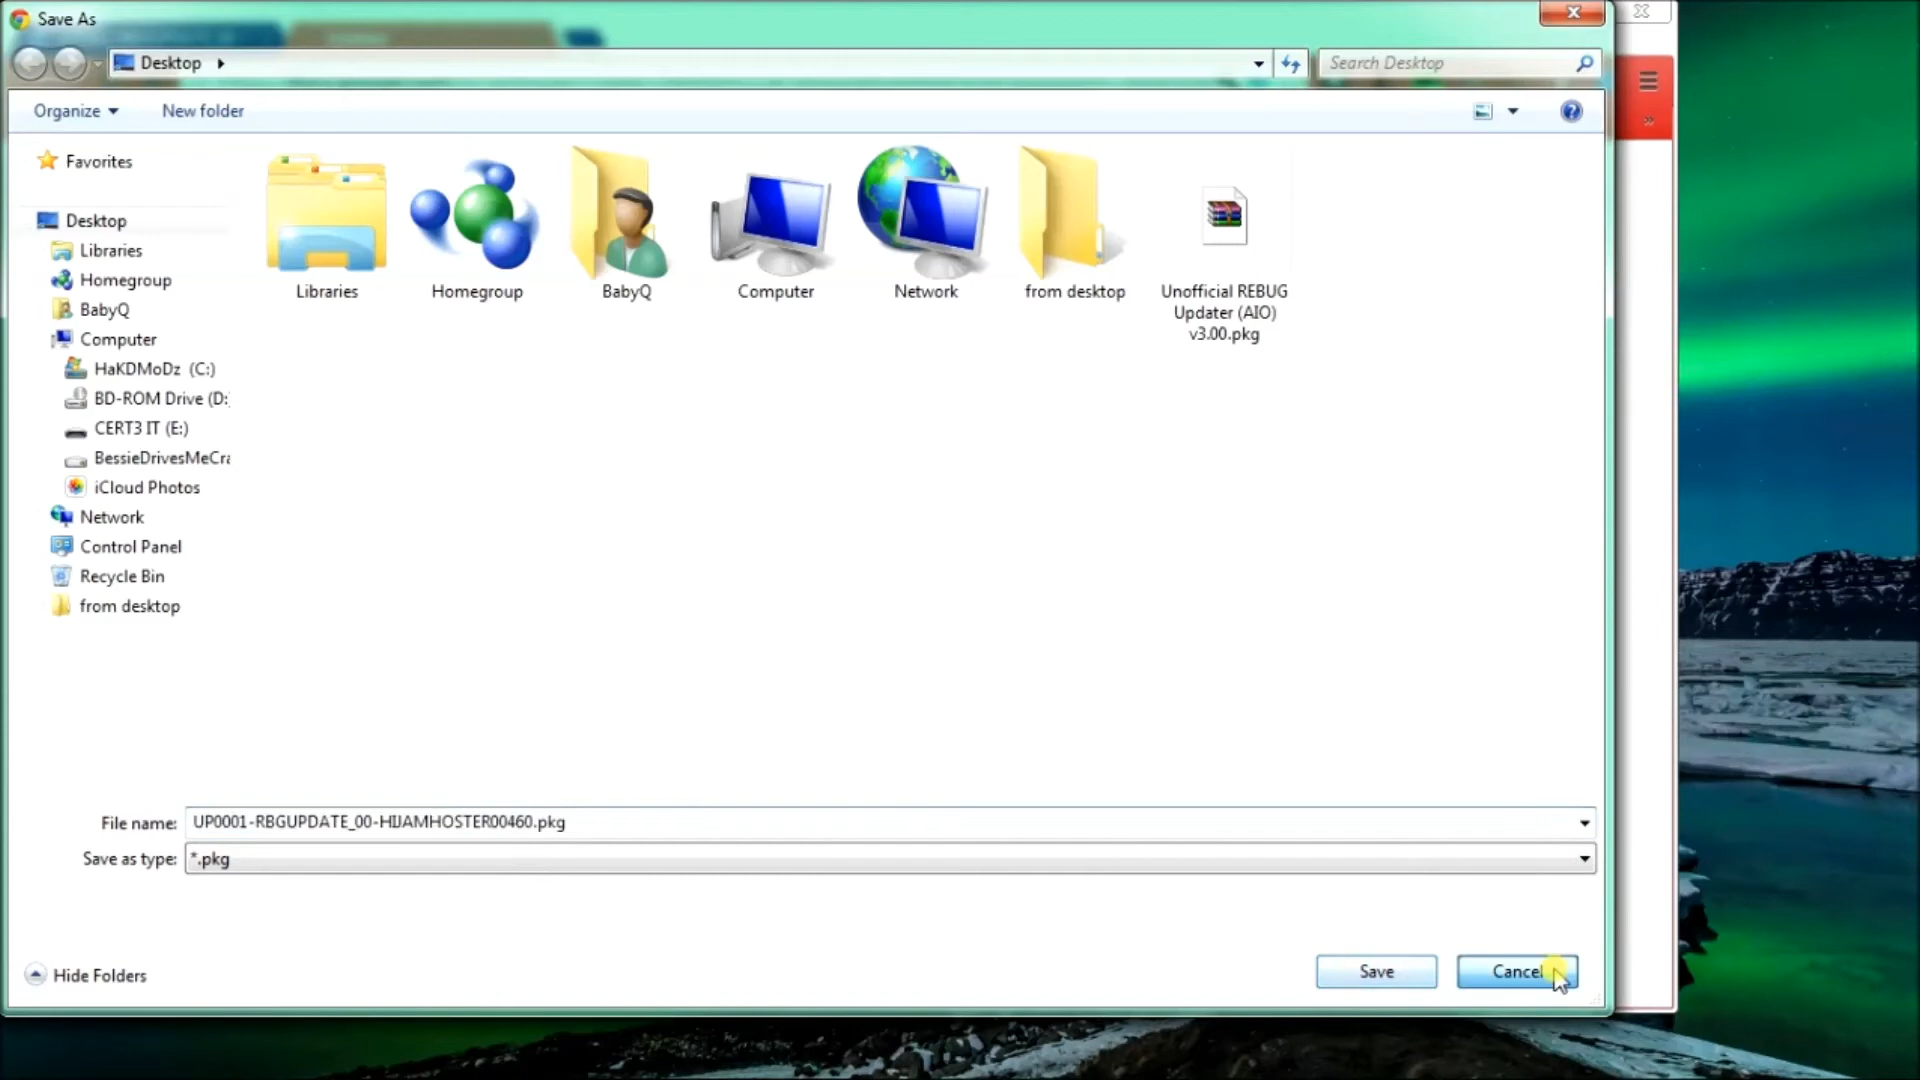 Save As
Desktop
Search Desktop
Organize
New folder
Favorites
Desktop
Libraries
Homegroup
BabyQ
Computer
HaKDMoDz (C:)
BD-ROM Drive (D:
CERT3 IT (E:)
BessieDrivesMeCra
iCloud Photos
Network
Control Panel
Recycle Bin
from desktop
Libraries
Homegroup
BabyQ
Computer
Network
from desktop
Unofficial REBUG
Updater (AIO)
v3.00.pkg
File name: UP0001-RBGUPDATE_00-HIJAMHOSTER00460.pkg
Save as type: *.pkg
Hide Folders
Save
Cancel